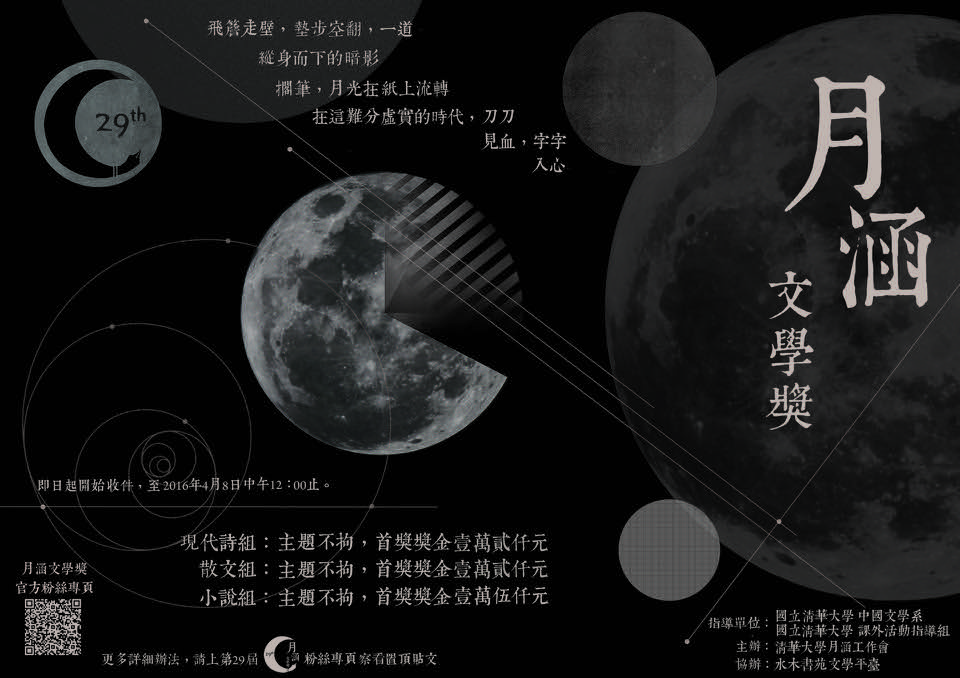 飛簷走壁，墊步空翻，一道
縱身而下的暗影
擱筆，月光在紙上流轉
在這難分虛實的時代，刀刀
見血，字字
入心
29th
月涵
文學獎
即日起開始收件，至2016年4月8日中午12：00止。
現代詩組：主題不拘，首獎獎金壹萬貳仟元
散文組：主題不拘，首獎獎金壹萬貳仟元
小說組：主題不拘，首獎獎金壹萬伍仟元
月涵文學獎
官方粉絲專頁
更多詳細辦法，請上第29屆 月涵 粉絲專頁察看置頂貼文
指導單位：國立清華大學 中國文學系
國立清華大學 課外活動指導組
主辦：清華大學月涵工作會
協辦：水木書苑文學平臺